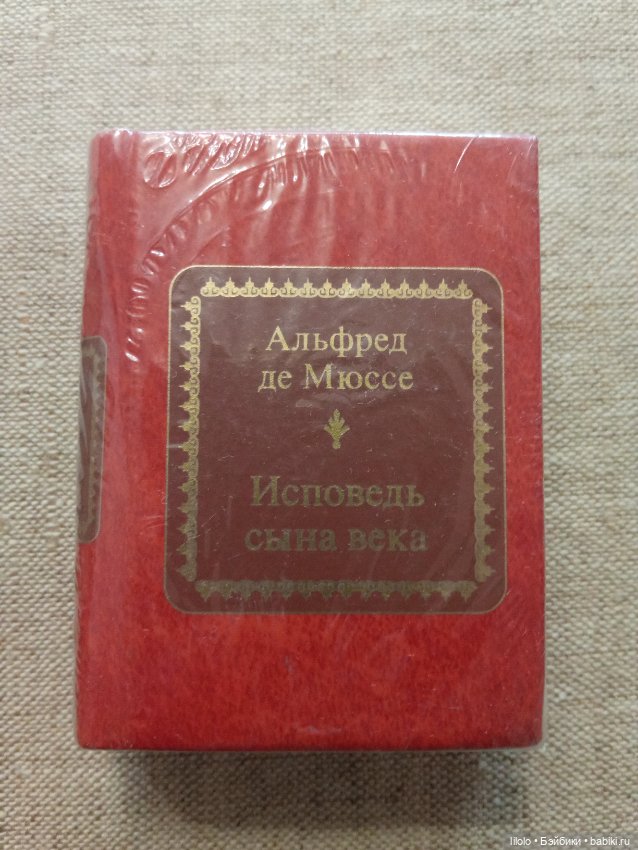 Альфред
де Мюссе
Исповедь
сына века
lilolo • Бэйбики • babiki.ru